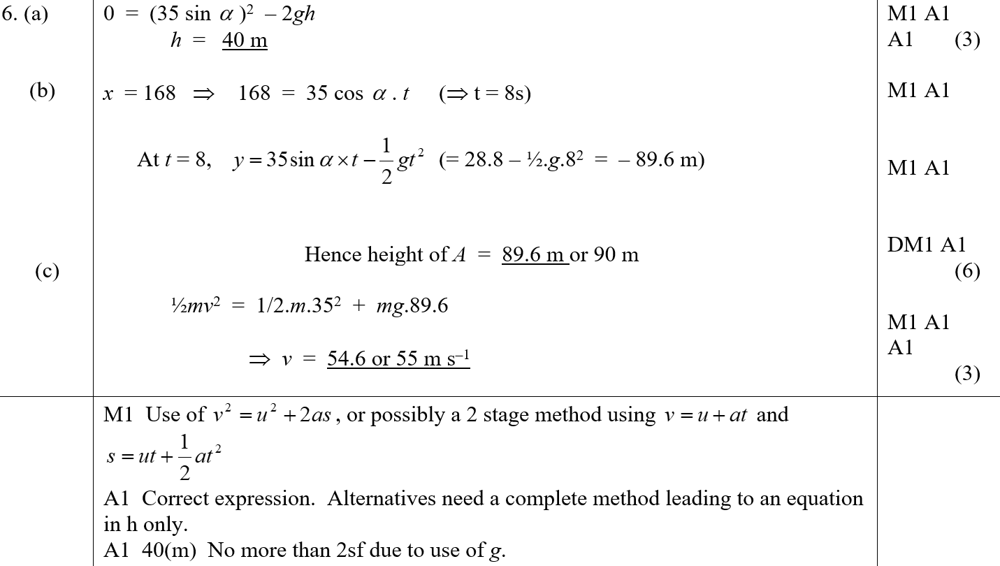 6. (a) 0 = (35 sin α )² – 2gh M1 A1
h = 40 m A1 (3)
(b) x = 168 ⇒ 168 = 35 cos α . t (⇒ t = 8s) M1 A1
At t = 8, y = 35 sin α × t – 1/2 gt² (= 28.8 – ½.g.8² = – 89.6 m) M1 A1
Hence height of A = 89.6 m or 90 m DM1 A1
(c) (6)
½mv² = 1/2.m.35² + mg.89.6
M1 A1
A1
⇒ v = 54.6 or 55 m s⁻¹
(3)
M1 Use of v² = u² + 2as , or possibly a 2 stage method using v = u + at and
s = ut + 1/2 at²
A1 Correct expression. Alternatives need a complete method leading to an equation
in h only.
A1 40(m) No more than 2sf due to use of g.